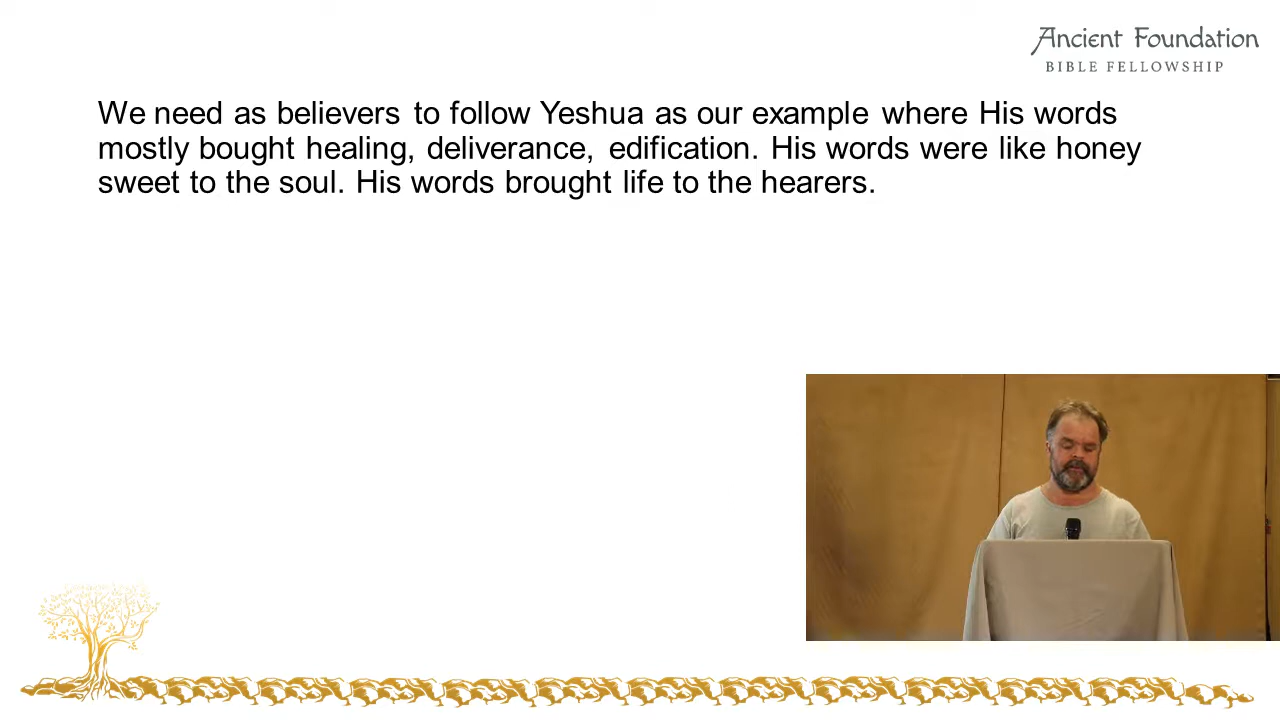 Ancient Foundation
BIBLE FELLOWSHIP
We need as believers to follow Yeshua as our example where His words
mostly bought healing, deliverance, edification. His words were like honey
sweet to the soul. His words brought life to the hearers.